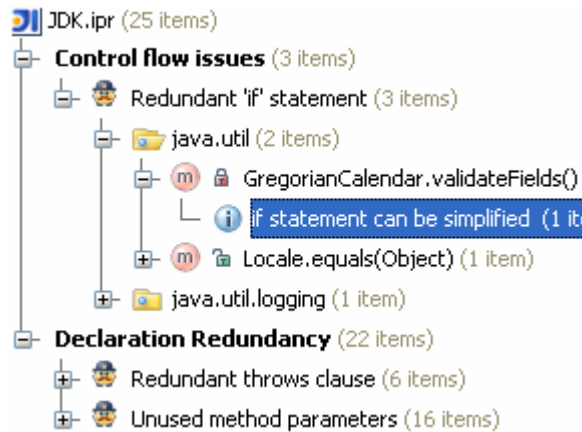 JDK.ipr (25 items)
Control flow issues (3 items)
Redundant 'if' statement (3 items)
java.util (2 items)
m GregorianCalendar.validateFields()
i if statement can be simplified (1 ite
m Locale.equals(Object) (1 item)
java.util.logging (1 item)
Declaration Redundancy (22 items)
Redundant throws clause (6 items)
Unused method parameters (16 items)